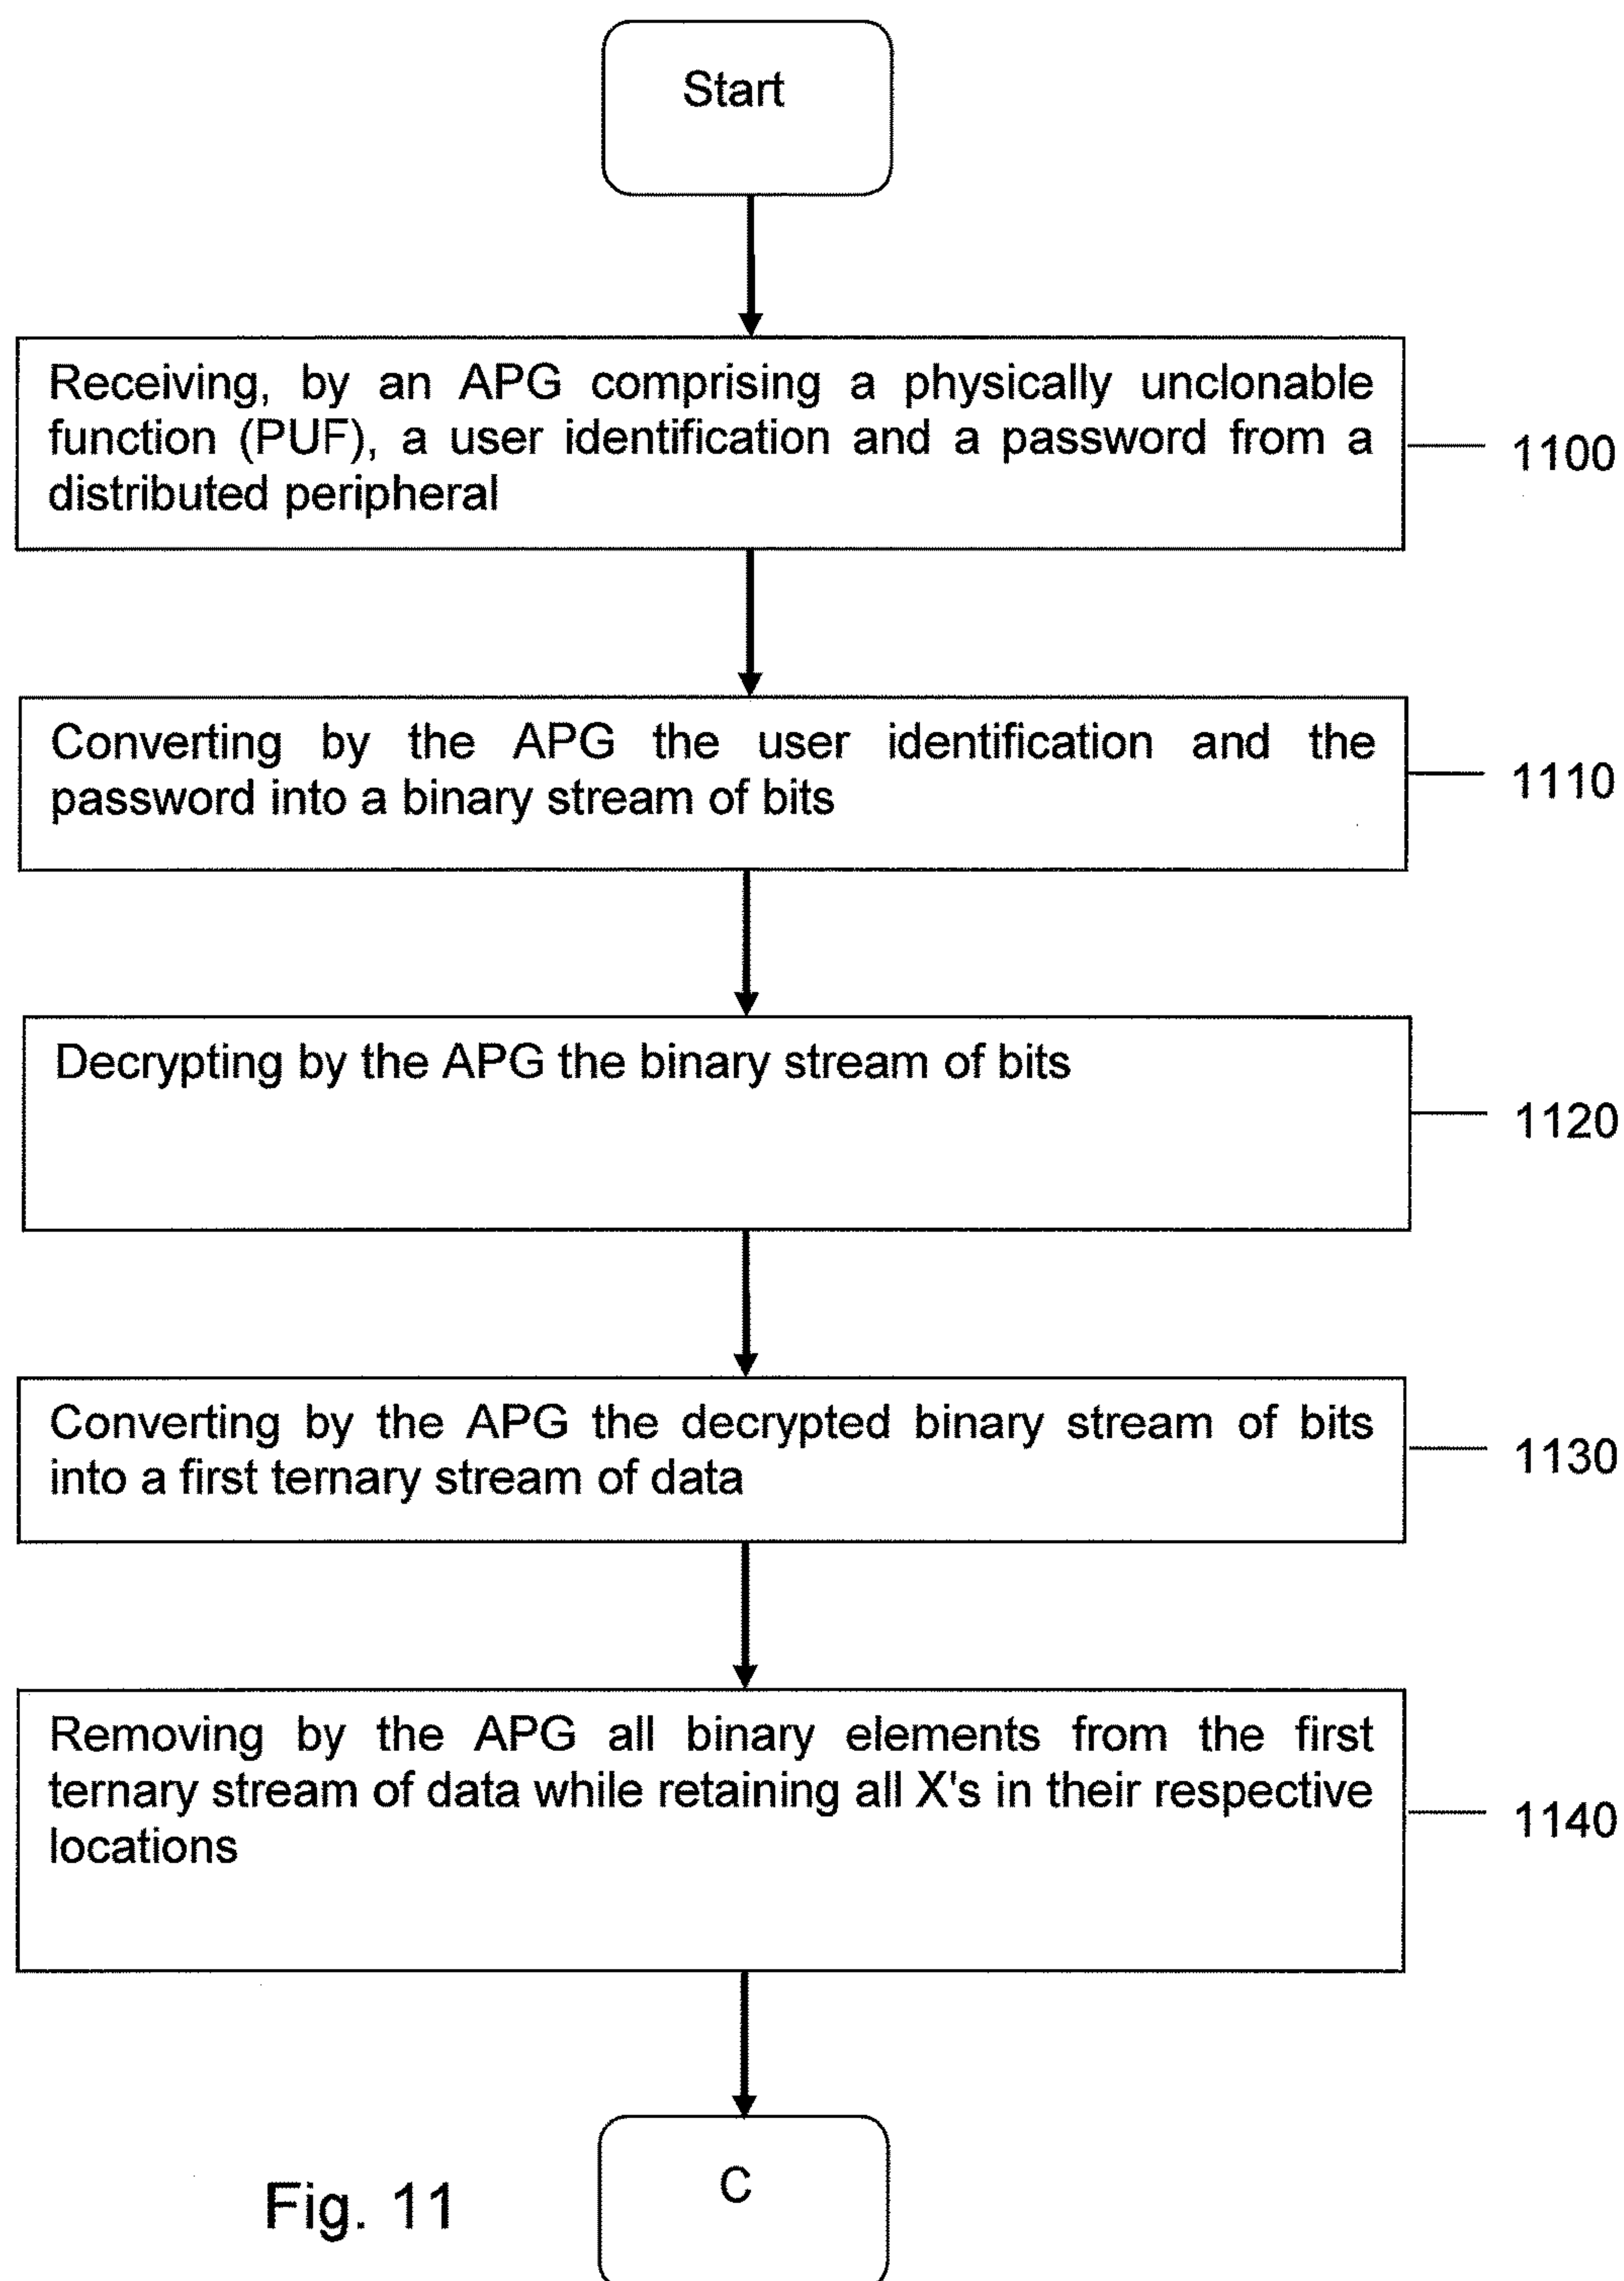 Start
Receiving, by an APG comprising a physically unclonable
function (PUF), a user identification and a password from a
distributed peripheral
1100
Converting by the APG the user identification and the
password into a binary stream of bits
1110
Decrypting by the APG the binary stream of bits
1120
Converting by the APG the decrypted binary stream of bits
into a first ternary stream of data
1130
Removing by the APG all binary elements from the first
ternary stream of data while retaining all X's in their respective
locations
1140
C
Fig. 11